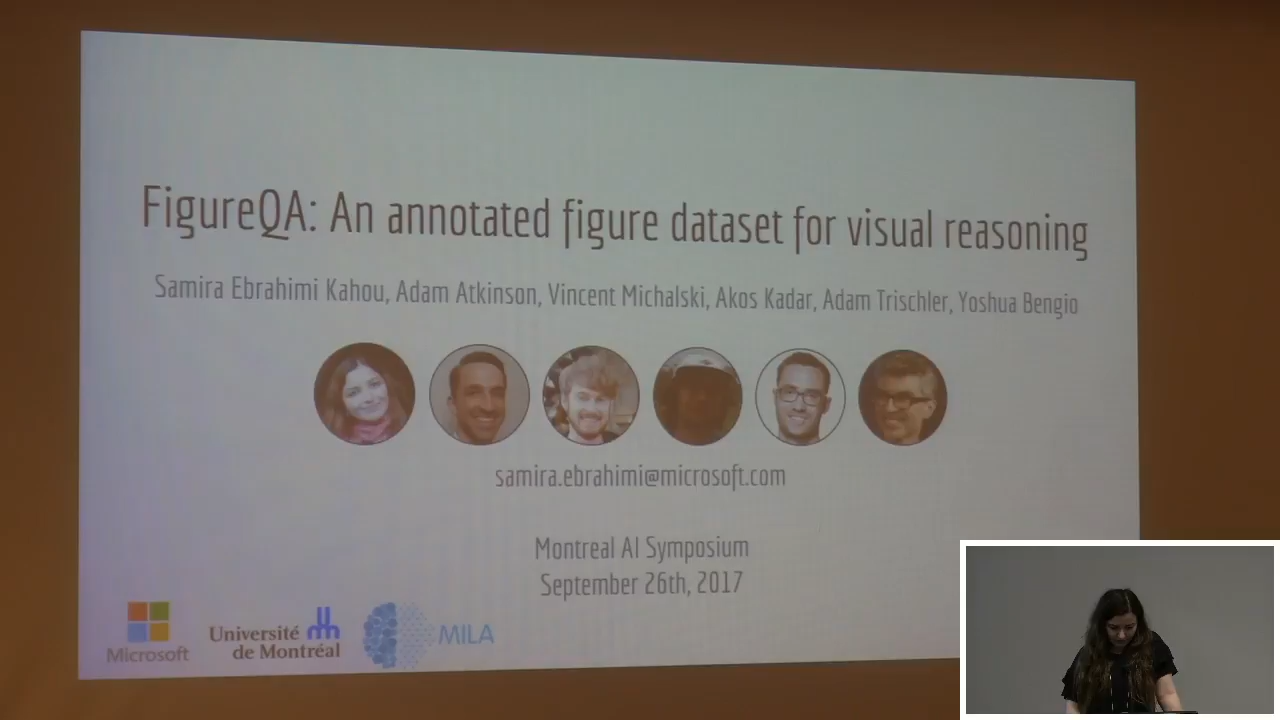 FigureQA: An annotated figure dataset for visual reasoning
Samira Ebrahimi Kahou, Adam Atkinson, Vincent Michalski, Akos Kadar, Adam Trischler, Yoshua Bengio
samira.ebrahimi@microsoft.com
Montreal AI Symposium
September 26th, 2017
Microsoft
Université
de Montréal
MILA